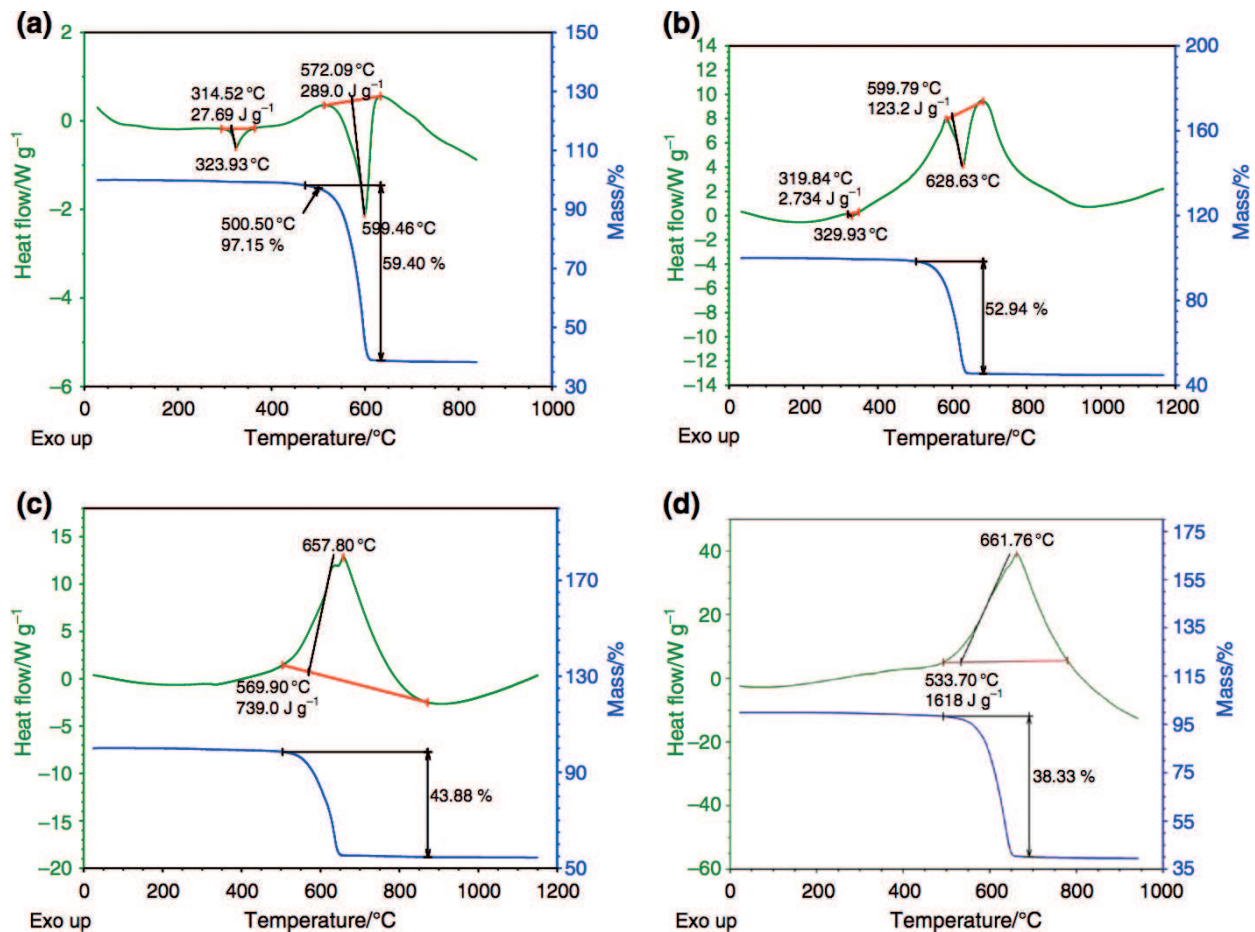 (a)
2
0
−2
−4
−6
Heat flow/W g⁻¹
150
130
110
90
70
50
30
Mass/%
314.52 °C
27.69 J g⁻¹
323.93 °C
572.09 °C
289.0 J g⁻¹
500.50 °C
97.15 %
599.46 °C
59.40 %
0 200 400 600 800 1000
Exo up
Temperature/°C
(b)
14
12
10
8
6
4
2
0
−2
−4
−6
−8
−10
−12
−14
Heat flow/W g⁻¹
200
160
120
80
40
Mass/%
599.79 °C
123.2 J g⁻¹
628.63 °C
319.84 °C
2.734 J g⁻¹
329.93 °C
52.94 %
0 200 400 600 800 1000 1200
Exo up
Temperature/°C
(c)
15
10
5
0
−5
−10
−15
−20
Heat flow/W g⁻¹
170
130
90
50
Mass/%
657.80 °C
569.90 °C
739.0 J g⁻¹
43.88 %
0 200 400 600 800 1000 1200
Exo up
Temperature/°C
(d)
40
20
0
−20
−40
−60
Heat flow/W g⁻¹
175
155
135
115
95
75
55
35
Mass/%
661.76 °C
533.70 °C
1618 J g⁻¹
38.33 %
0 200 400 600 800 1000
Exo up
Temperature/°C